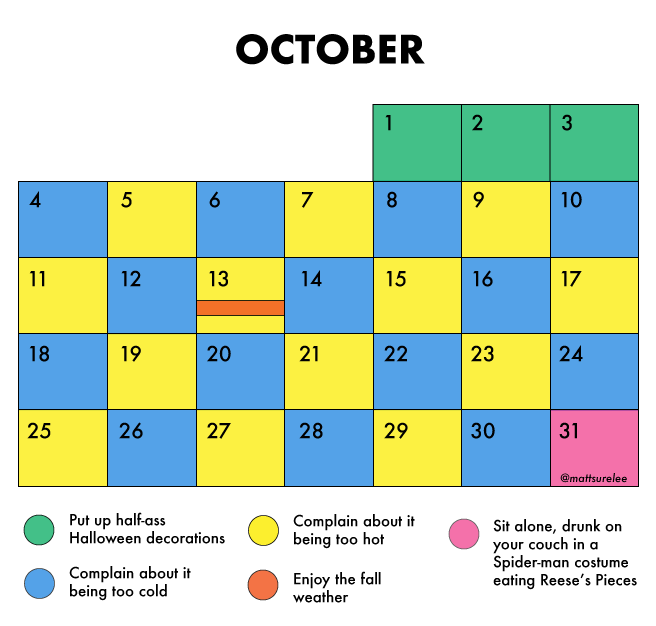 OCTOBER
1 2 3
4 5 6 7 8 9 10
11 12 13 14 15 16 17
18 19 20 21 22 23 24
25 26 27 28 29 30 31
@mattsurelee
Put up half-ass
Halloween decorations
Complain about it
being too cold
Complain about it
being too hot
Enjoy the fall
weather
Sit alone, drunk on
your couch in a
Spider-man costume
eating Reese's Pieces